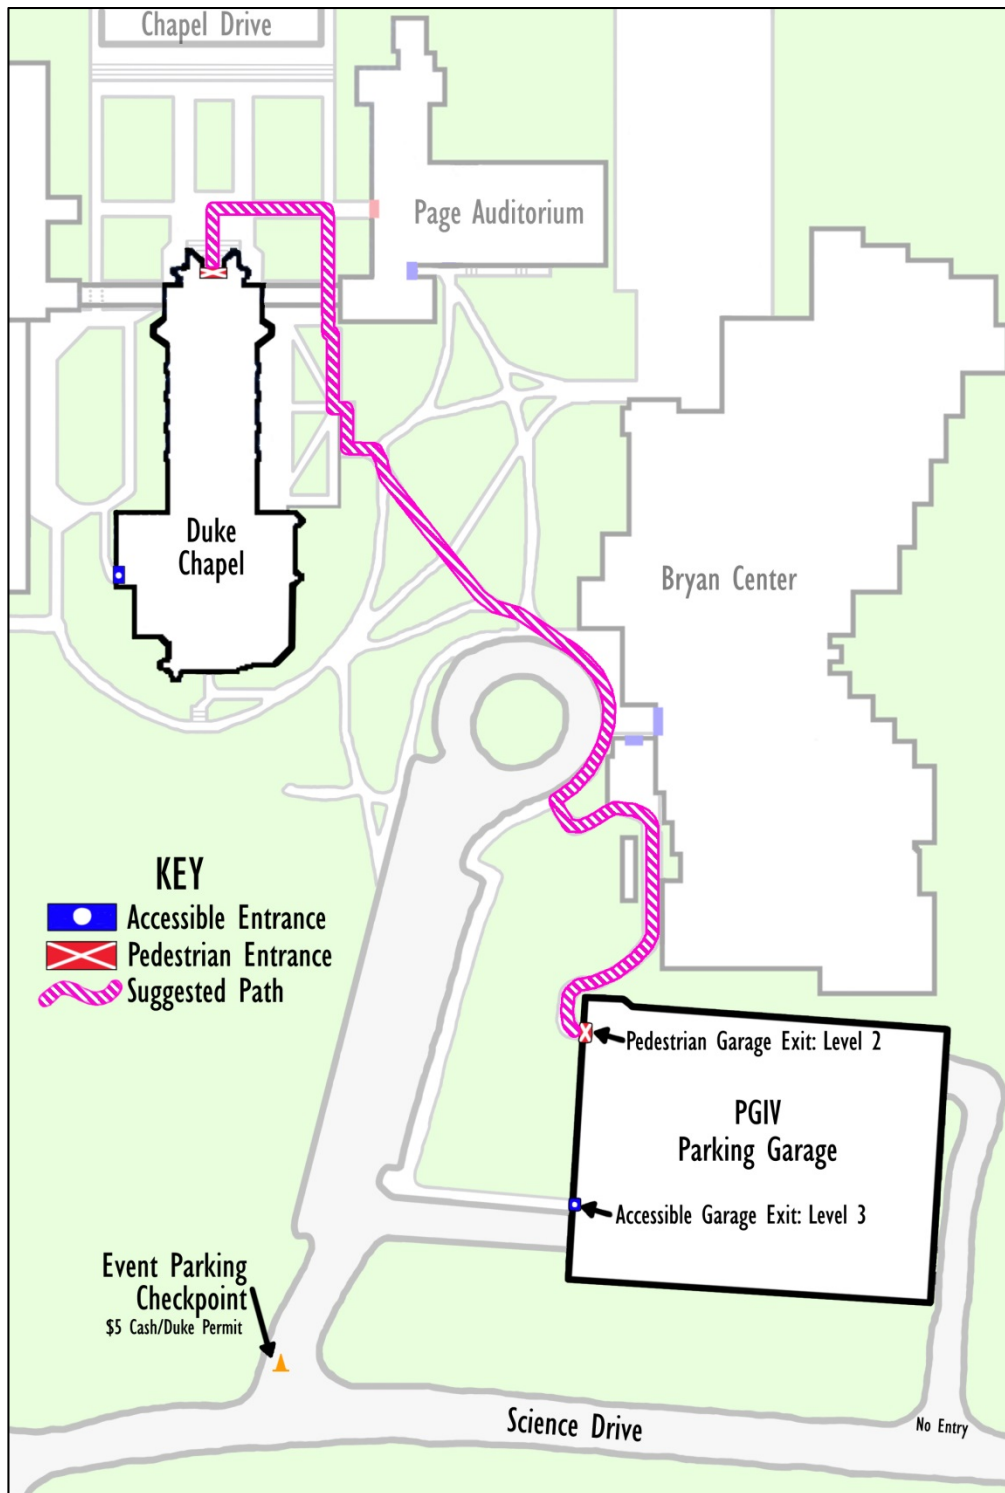 Chapel Drive
Page Auditorium
Duke
Chapel
Bryan Center
KEY
Accessible Entrance
Pedestrian Entrance
Suggested Path
Pedestrian Garage Exit: Level 2
PGIV
Parking Garage
Accessible Garage Exit: Level 3
Event Parking
Checkpoint
$5 Cash/Duke Permit
Science Drive
No Entry